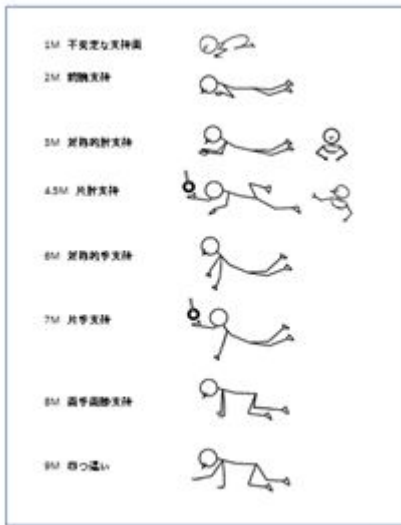 1M 不安定な支持面
2M 前腕支持
3M 対称的肘支持
4.5M 片肘支持
6M 対称的手支持
7M 片手支持
8M 両手両膝支持
9M 四つ這い